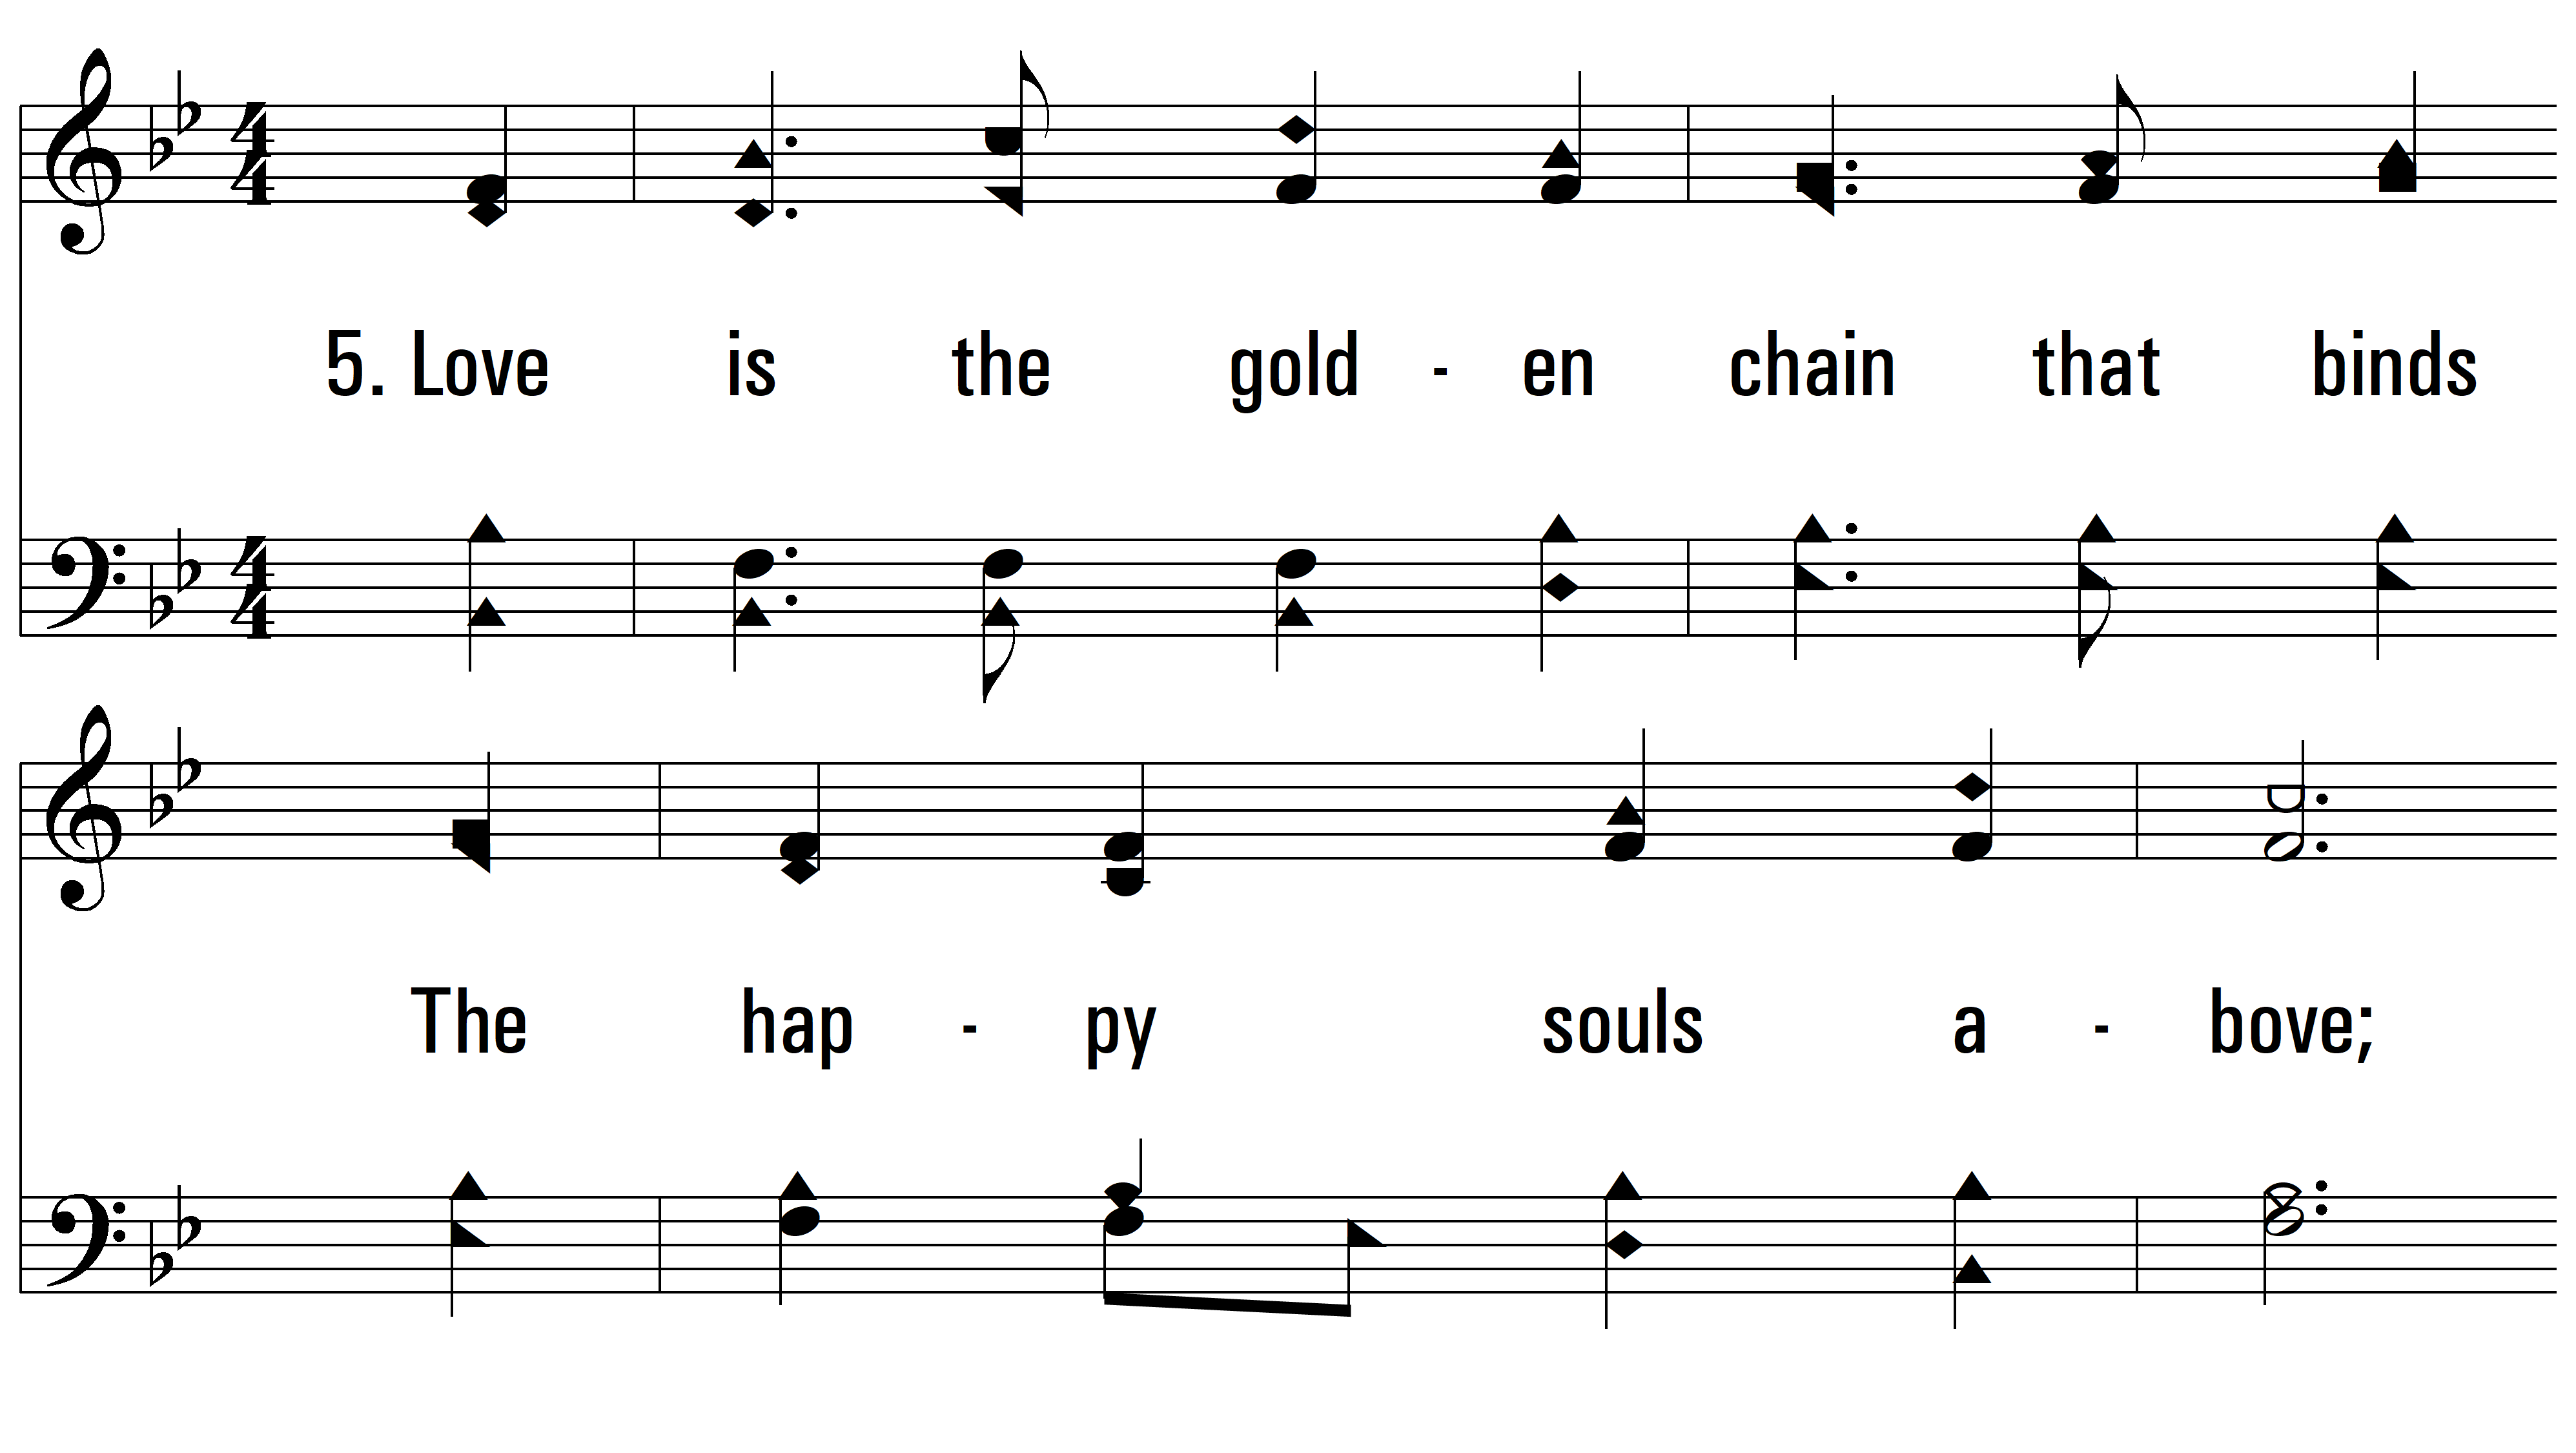 5. Love is the gold - en chain that binds
The hap - py souls a - bove;